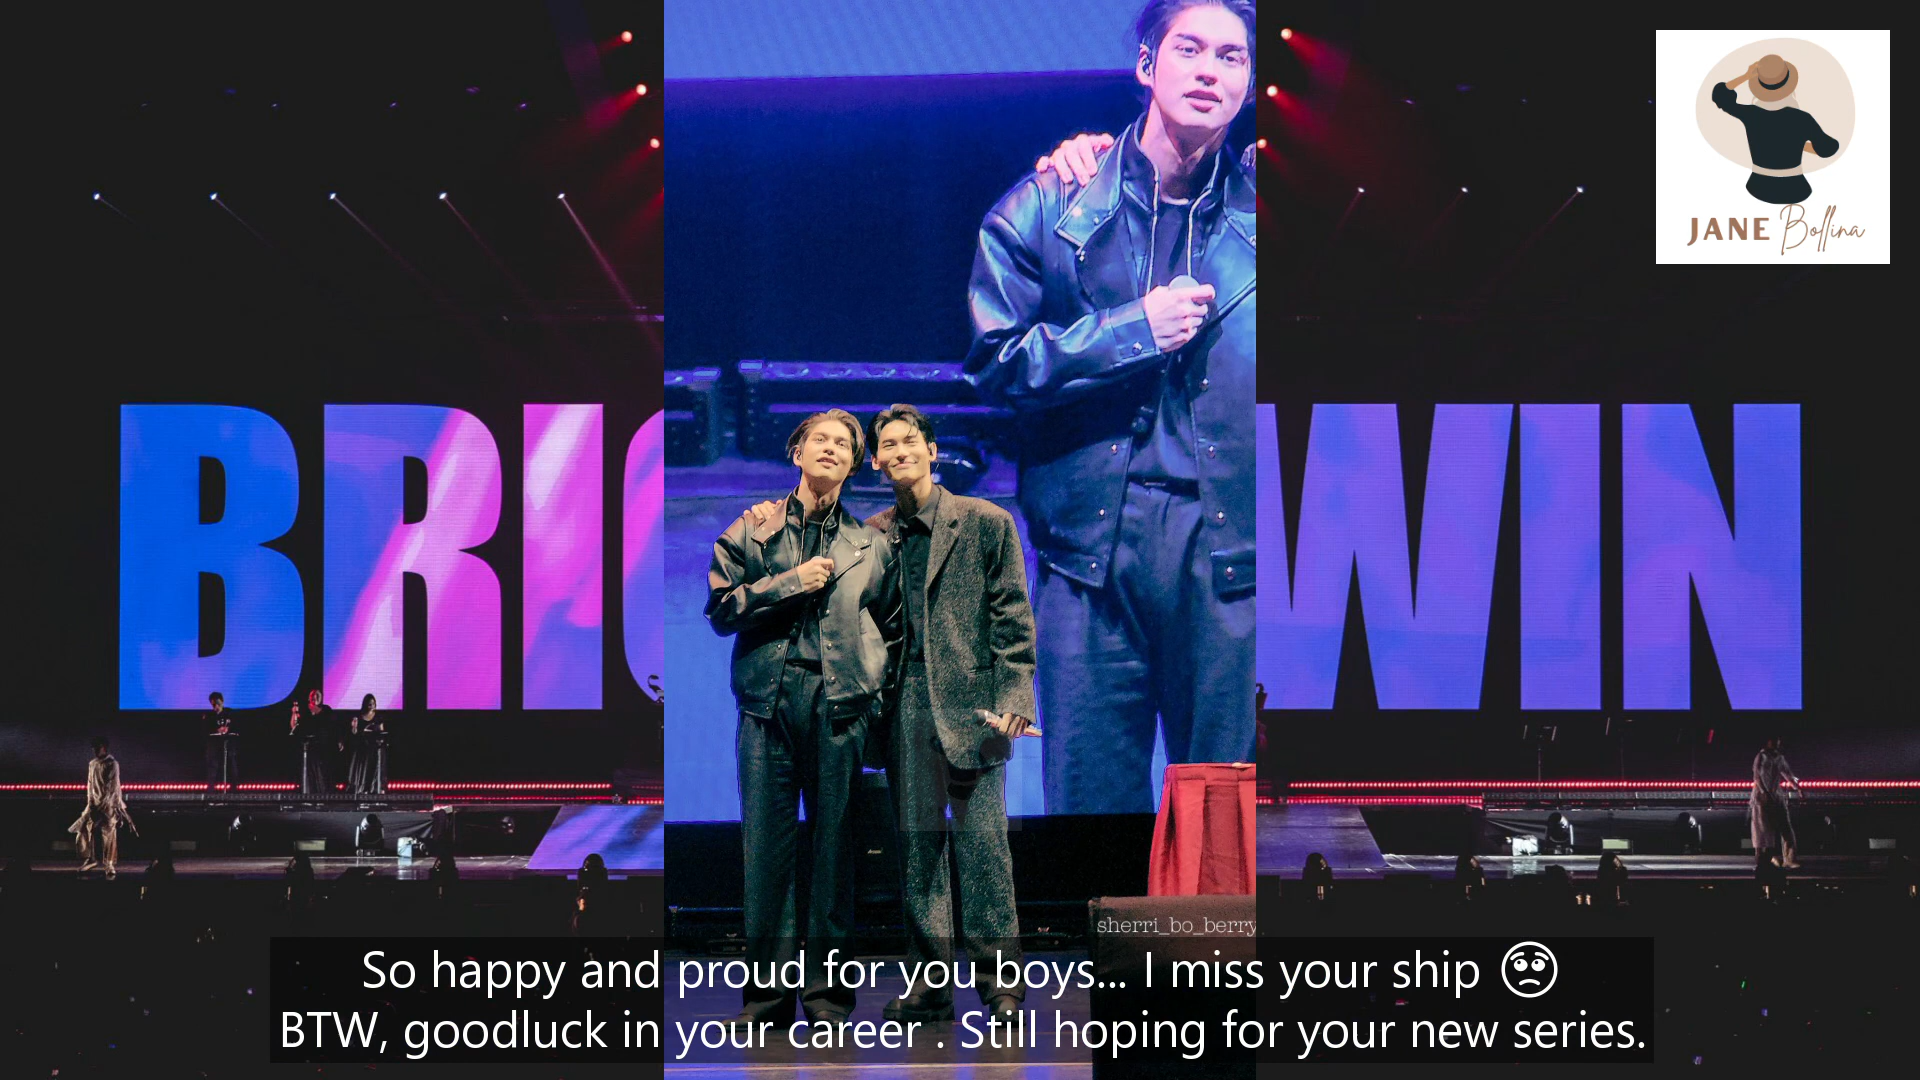 BRI
WIN
JANE Bollina
sherri_bo_berry
So happy and proud for you boys... I miss your ship 😥
BTW, goodluck in your career . Still hoping for your new series.